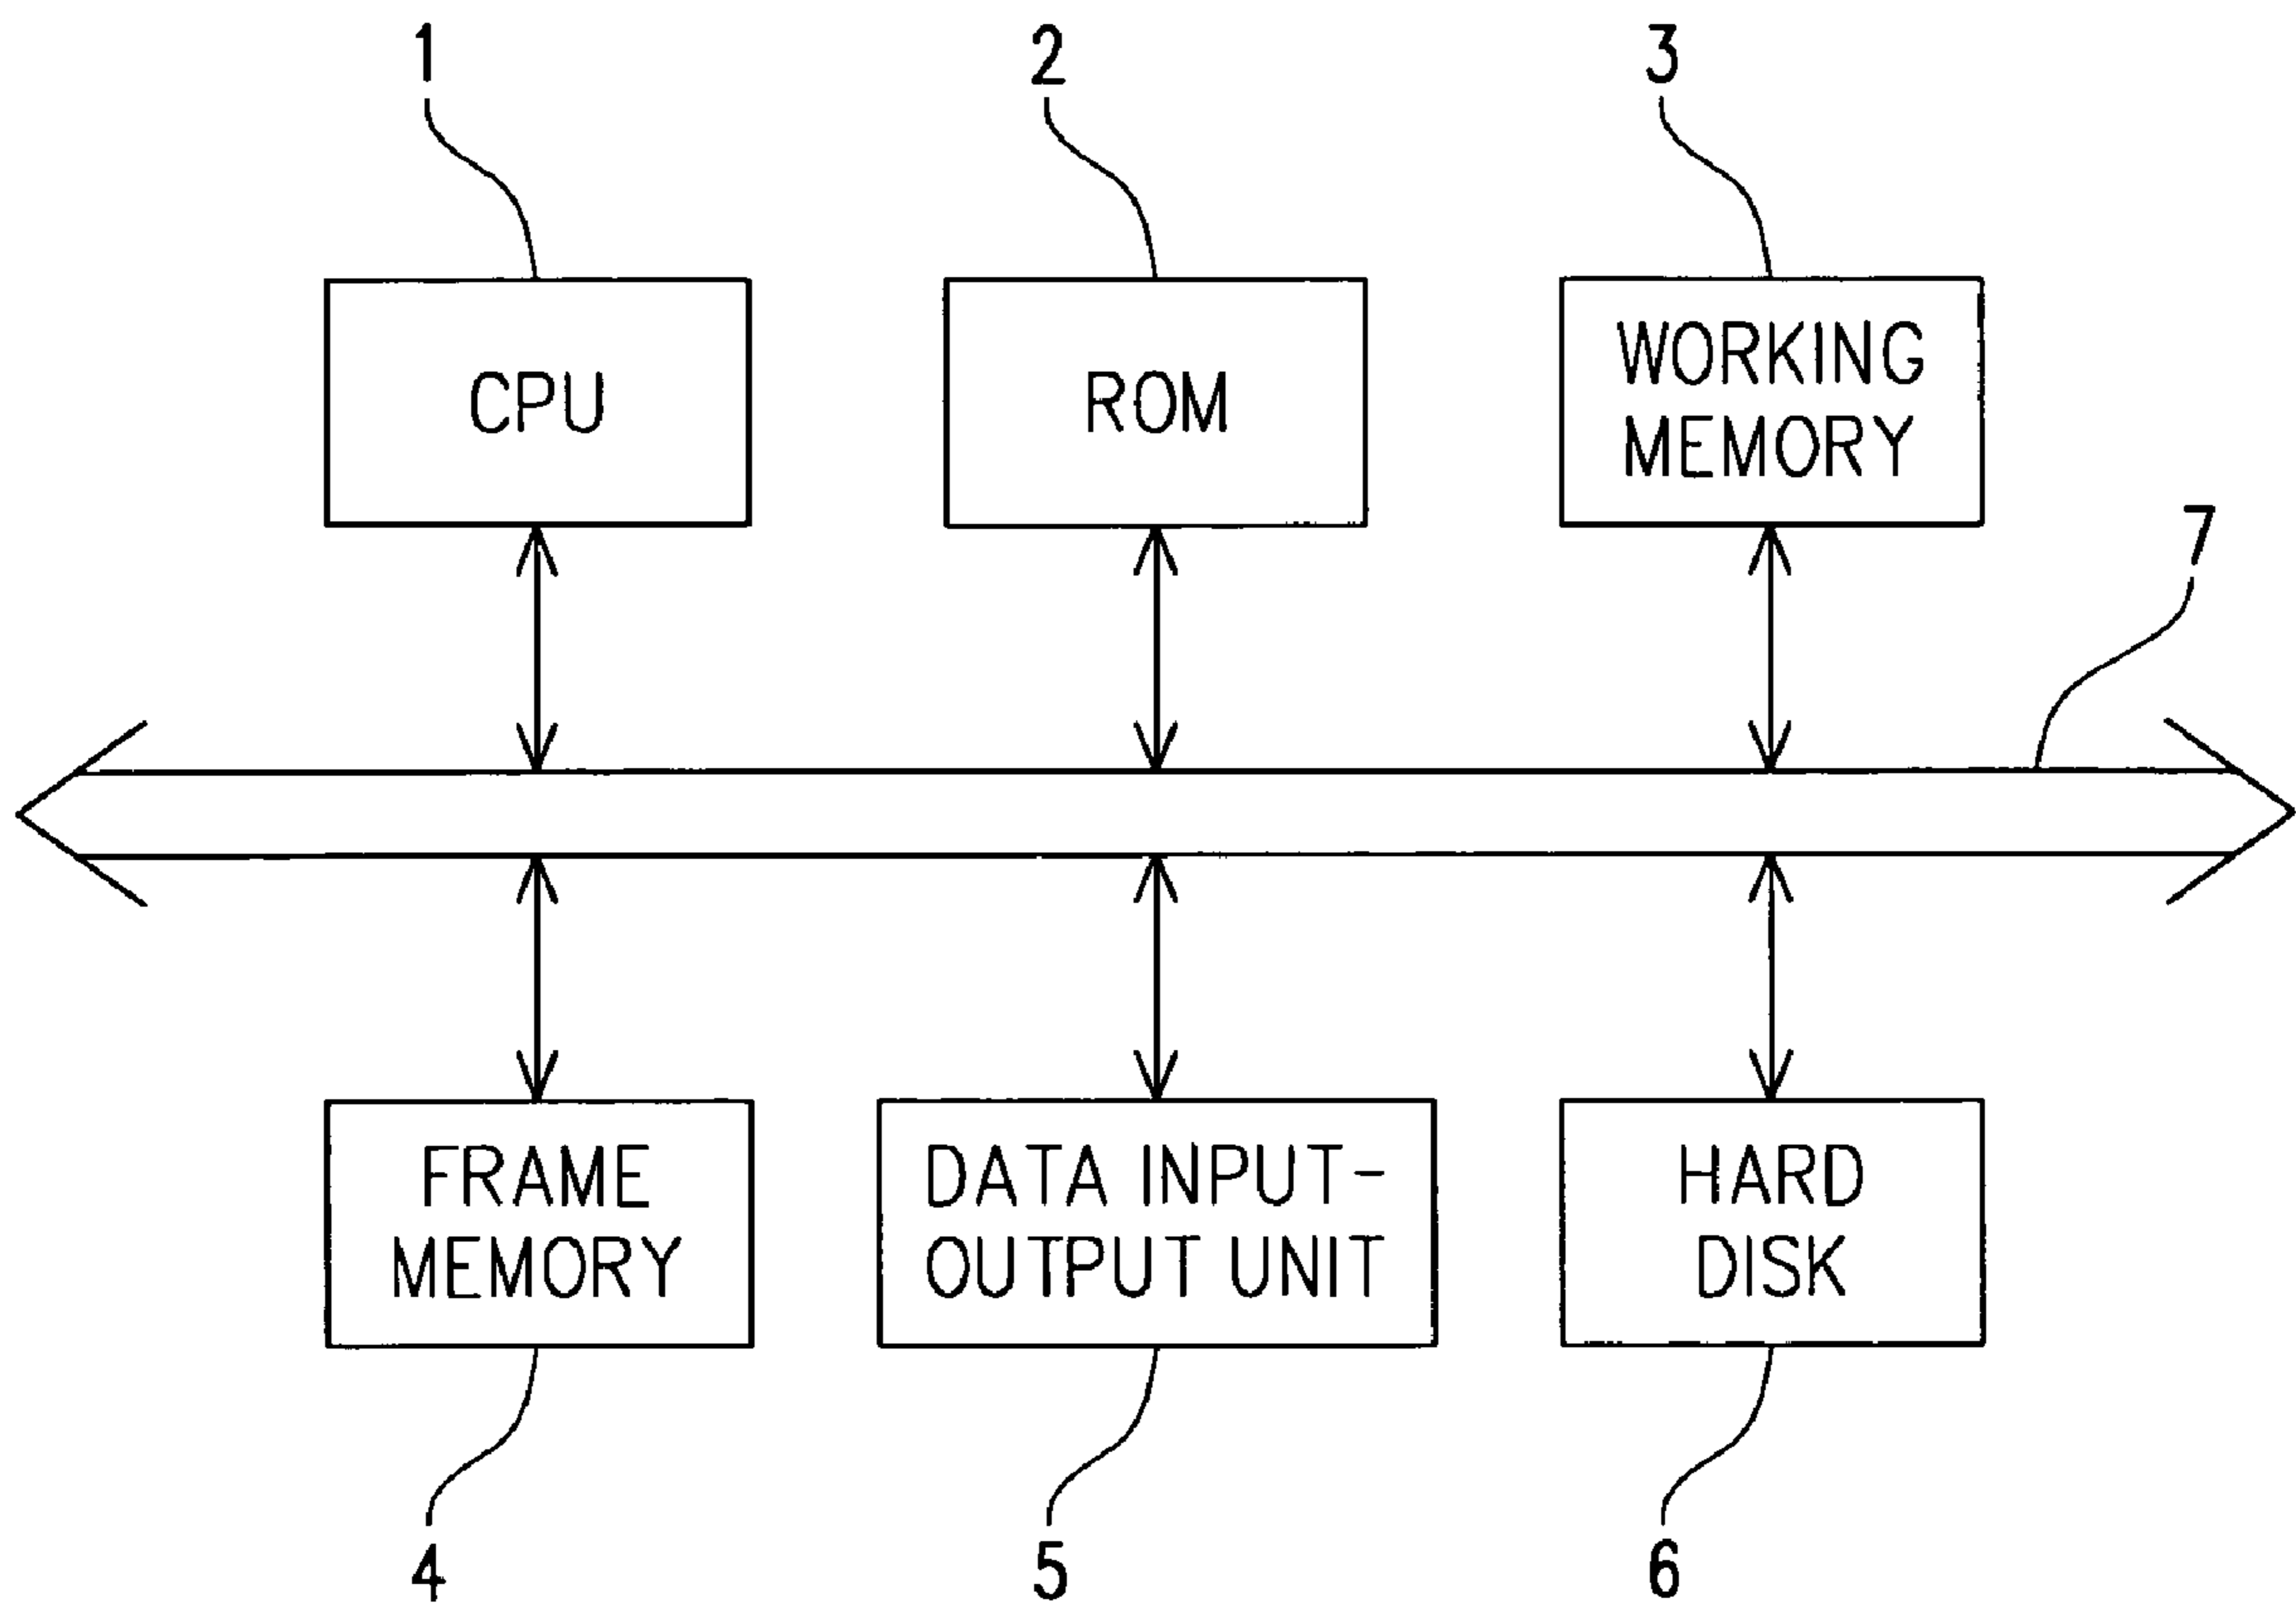 1
2
3
CPU
ROM
WORKING
MEMORY
7
FRAME
MEMORY
DATA INPUT-
OUTPUT UNIT
HARD
DISK
4
5
6